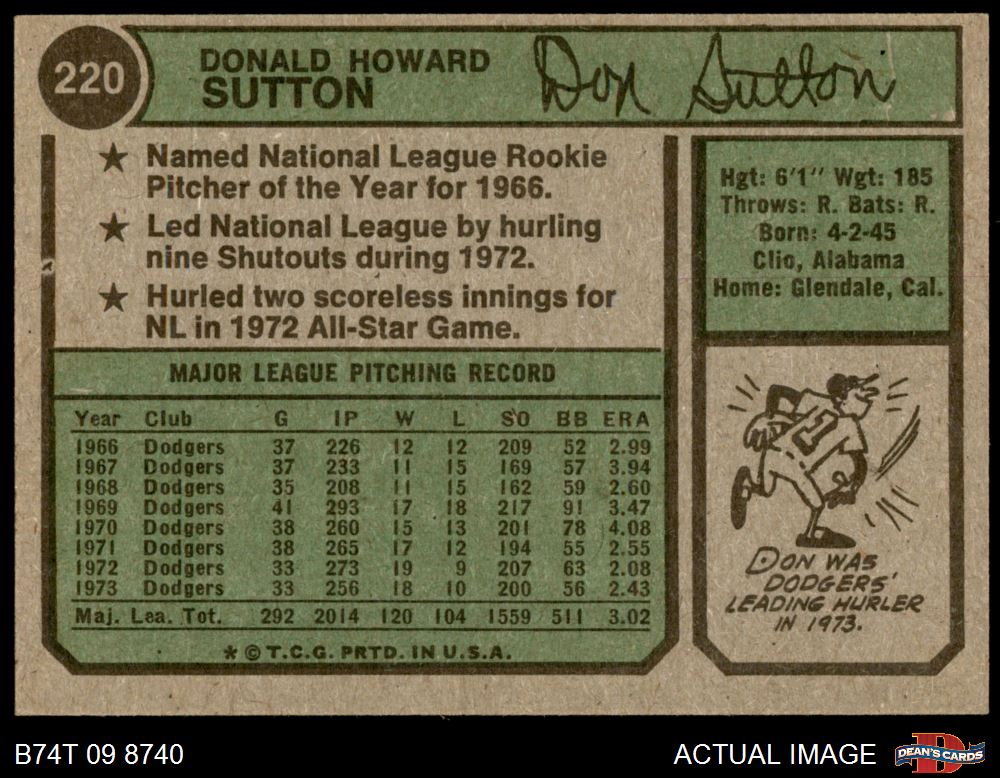 220
DONALD HOWARD
SUTTON
Don Sutton
★ Named National League Rookie
Pitcher of the Year for 1966.
★ Led National League by hurling
nine Shutouts during 1972.
★ Hurled two scoreless innings for
NL in 1972 All-Star Game.
Hgt: 6'1" Wgt: 185
Throws: R. Bats: R.
Born: 4-2-45
Clio, Alabama
Home: Glendale, Cal.
MAJOR LEAGUE PITCHING RECORD
Year Club G IP W L SO BB ERA
1966 Dodgers 37 226 12 12 209 52 2.99
1967 Dodgers 37 233 11 15 169 57 3.94
1968 Dodgers 35 208 11 15 162 59 2.60
1969 Dodgers 41 293 17 18 217 91 3.47
1970 Dodgers 38 260 15 13 201 78 4.08
1971 Dodgers 38 265 17 12 194 55 2.55
1972 Dodgers 33 273 19 9 207 63 2.08
1973 Dodgers 33 256 18 10 200 56 2.43
Maj. Lea. Tot. 292 2014 120 104 1559 511 3.02
* © T.C.G. PRTD. IN U.S.A.
DON WAS
DODGERS'
LEADING HURLER
IN 1973.
B74T 09 8740
ACTUAL IMAGE
DEAN'S CARDS